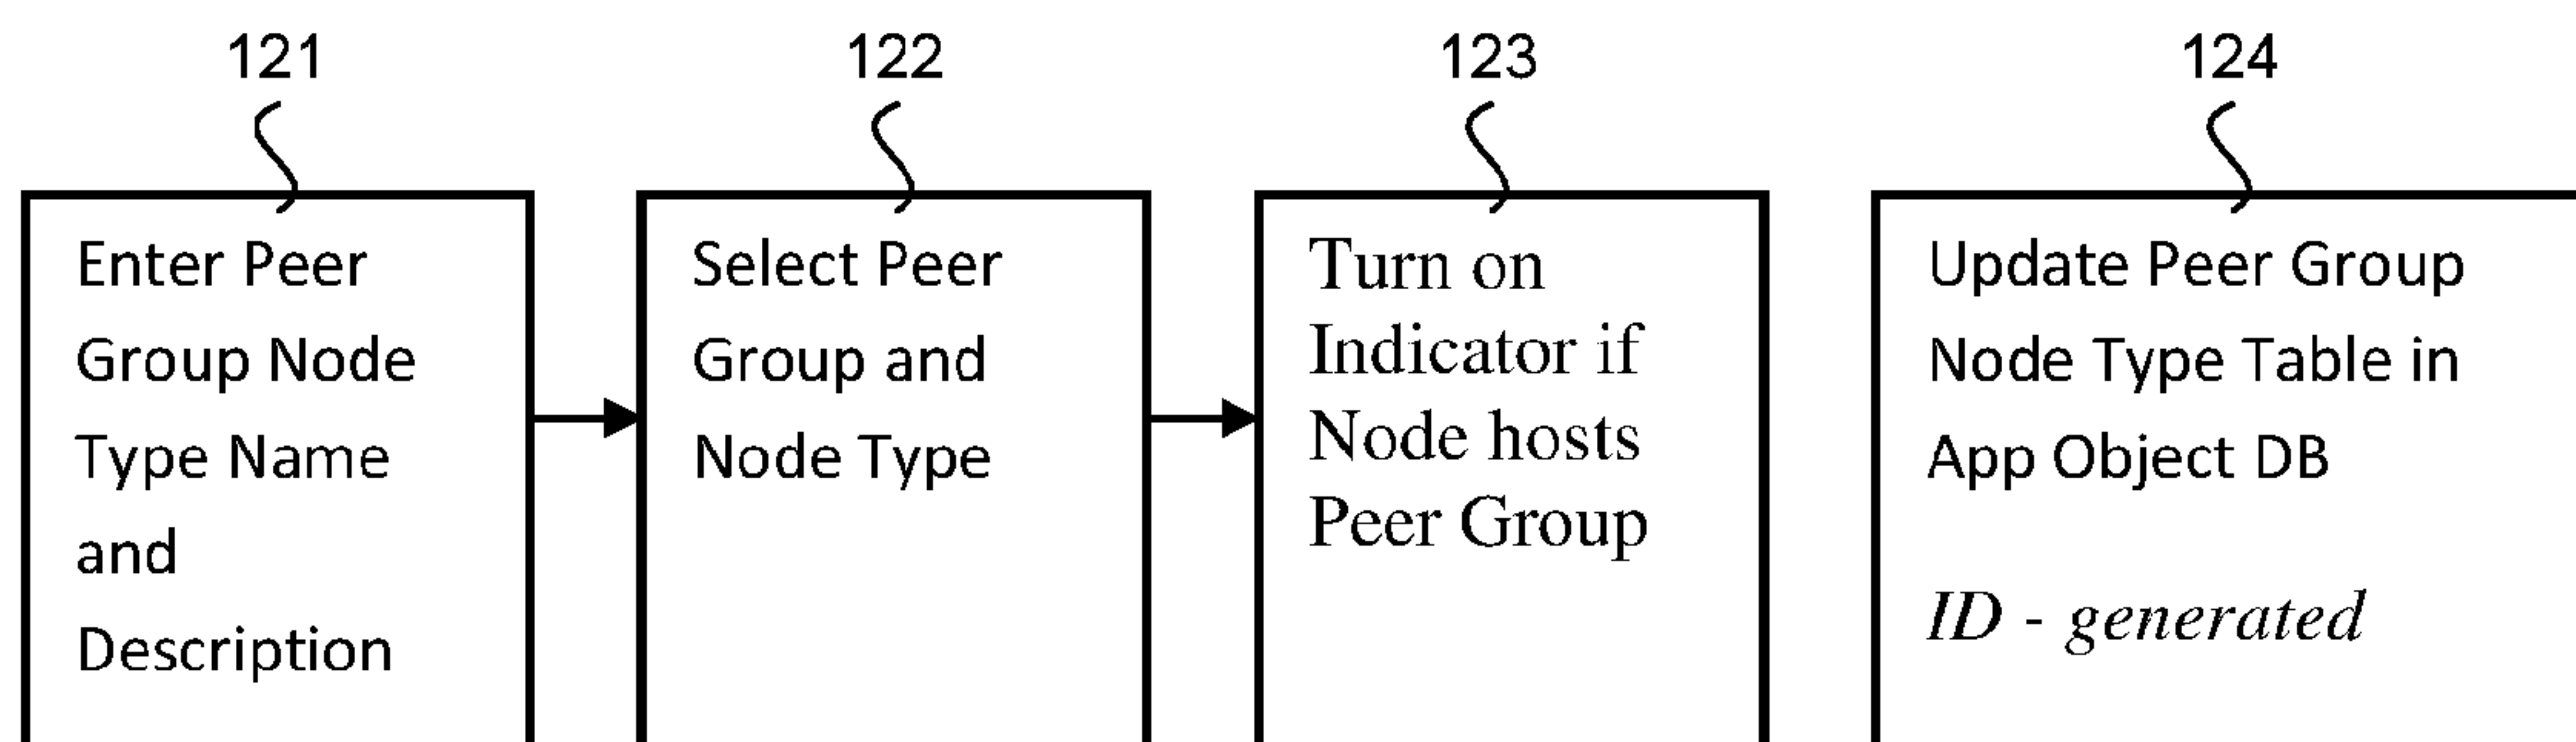 121
Enter Peer
Group Node
Type Name
and
Description
122
Select Peer
Group and
Node Type
123
Turn on
Indicator if
Node hosts
Peer Group
124
Update Peer Group
Node Type Table in
App Object DB
ID - generated